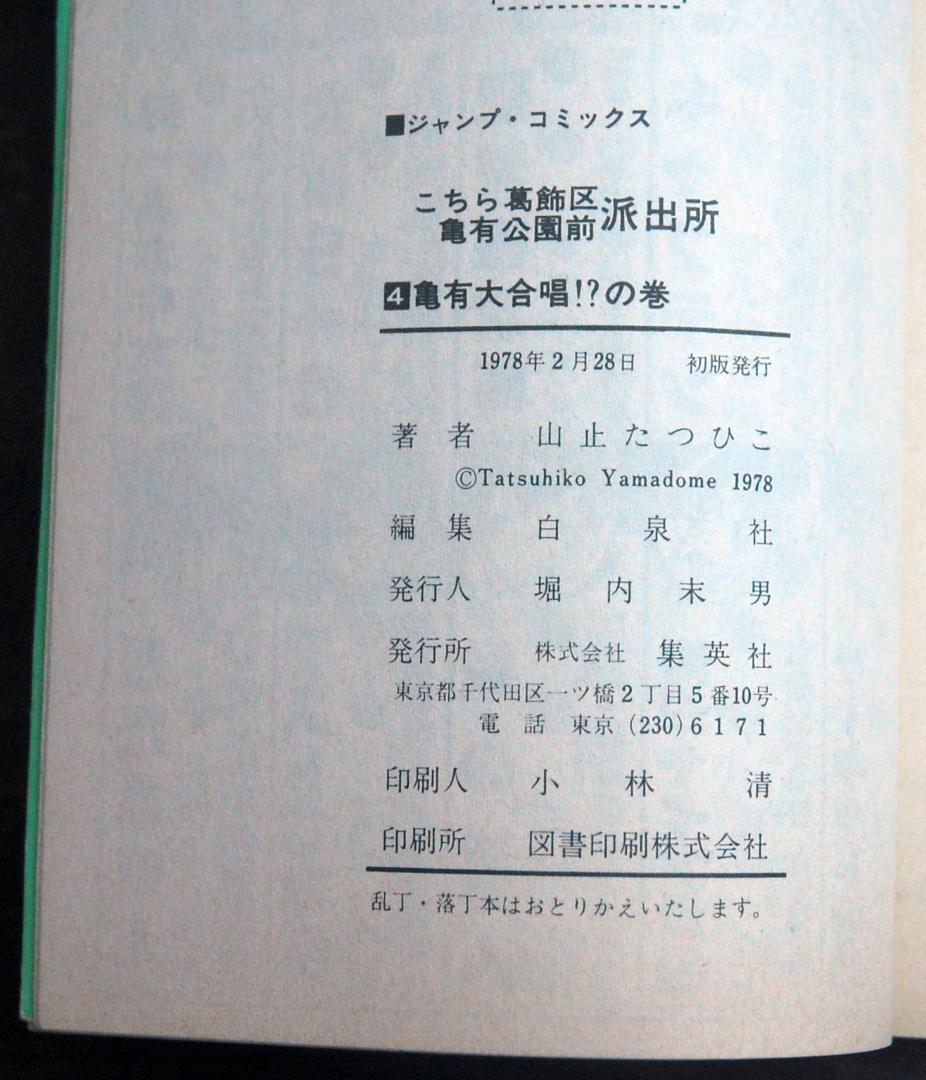 ■ジャンプ・コミックス
こちら葛飾区
亀有公園前派出所
4亀有大合唱!?の巻
1978年2月28日　初版発行
著者　山止たつひこ
©Tatsuhiko Yamadome 1978
編集　白泉社
発行人　堀内末男
発行所　株式会社 集英社
東京都千代田区一ツ橋2丁目5番10号
電話　東京(230)6171
印刷人　小林清
印刷所　図書印刷株式会社
乱丁・落丁本はおとりかえいたします。